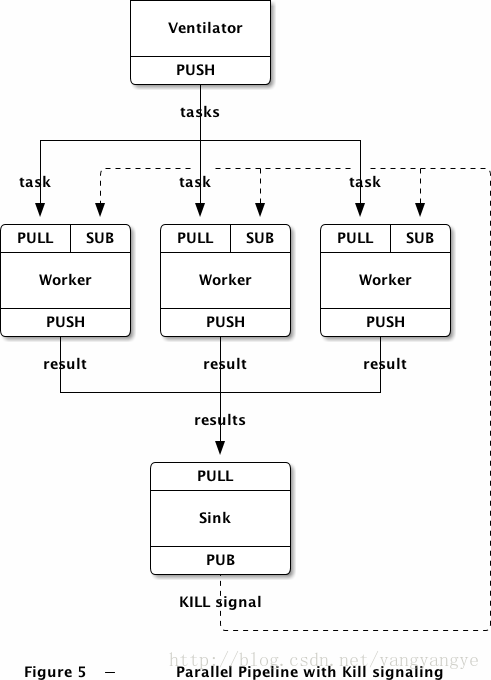 Ventilator
PUSH
tasks
task task task
PULL SUB PULL SUB PULL SUB
Worker Worker Worker
PUSH PUSH PUSH
result result result
results
PULL
Sink
PUB
KILL signal
http://blog.csdn.net/yangyangye
Figure 5 – Parallel Pipeline with Kill signaling